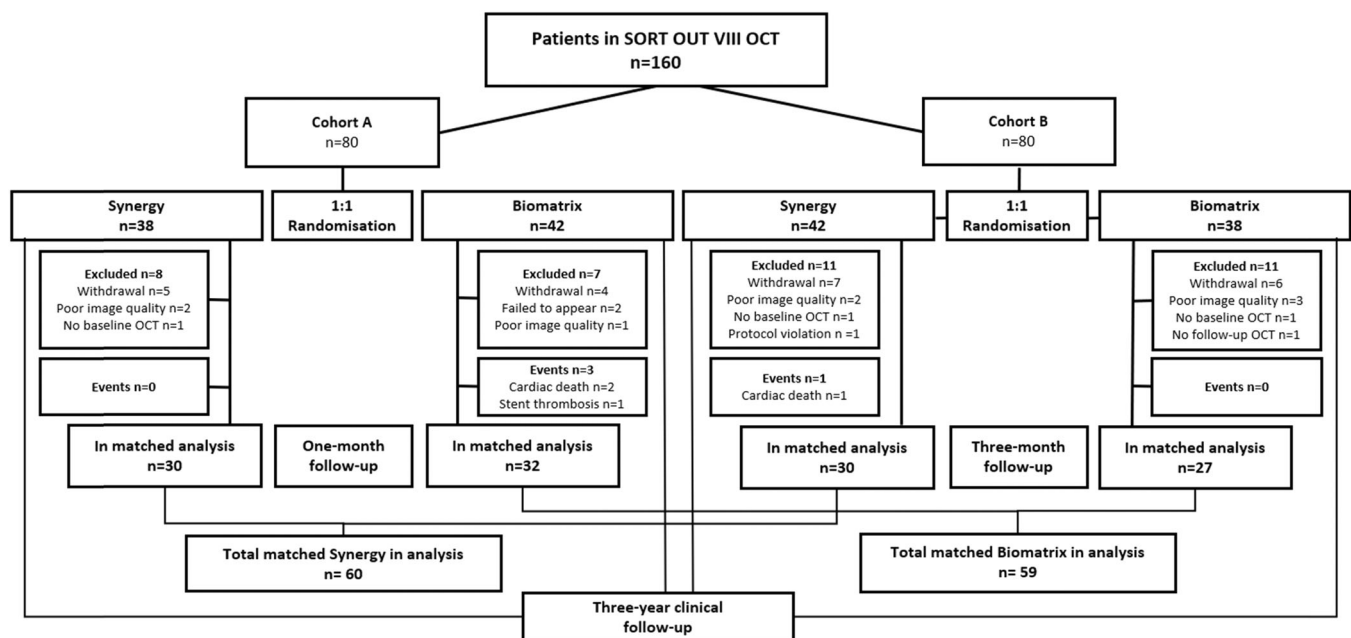 Patients in SORT OUT VIII OCT
n=160
Cohort A
n=80
Cohort B
n=80
Synergy
n=38
1:1
Randomisation
Biomatrix
n=42
Synergy
n=42
1:1
Randomisation
Biomatrix
n=38
Excluded n=8
Withdrawal n=5
Poor image quality n=2
No baseline OCT n=1
Excluded n=7
Withdrawal n=4
Failed to appear n=2
Poor image quality n=1
Excluded n=11
Withdrawal n=7
Poor image quality n=2
No baseline OCT n=1
Protocol violation n =1
Excluded n=11
Withdrawal n=6
Poor image quality n=3
No baseline OCT n=1
No follow-up OCT n=1
Events n=0
Events n=3
Cardiac death n=2
Stent thrombosis n=1
Events n=1
Cardiac death n=1
Events n=0
In matched analysis
n=30
One-month
follow-up
In matched analysis
n=32
In matched analysis
n=30
Three-month
follow-up
In matched analysis
n=27
Total matched Synergy in analysis
n= 60
Total matched Biomatrix in analysis
n= 59
Three-year clinical
follow-up